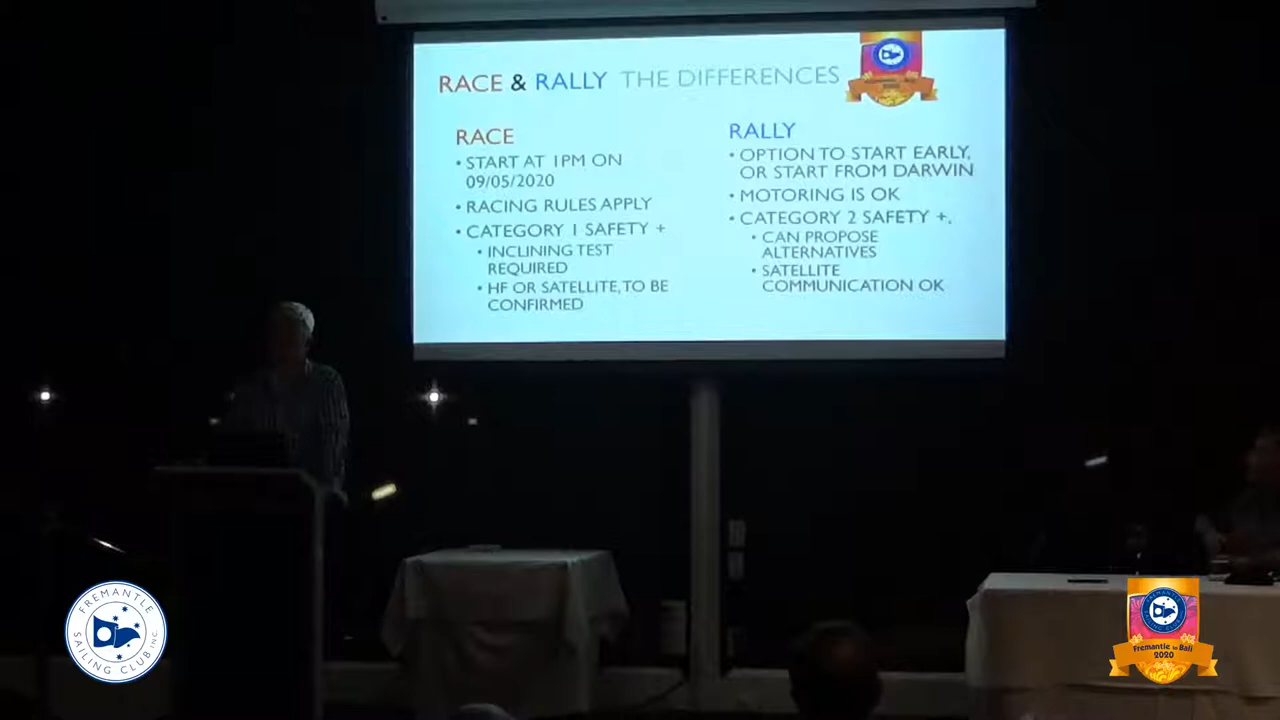 RACE & RALLY THE DIFFERENCES
RACE
• START AT 1PM ON
09/05/2020
• RACING RULES APPLY
• CATEGORY 1 SAFETY +
• INCLINING TEST
REQUIRED
• HF OR SATELLITE, TO BE
CONFIRMED
RALLY
• OPTION TO START EARLY,
OR START FROM DARWIN
• MOTORING IS OK
• CATEGORY 2 SAFETY +.
• CAN PROPOSE
ALTERNATIVES
• SATELLITE
COMMUNICATION OK
FREMANTLE
SAILING CLUB INC.
Fremantle to Bali
2020